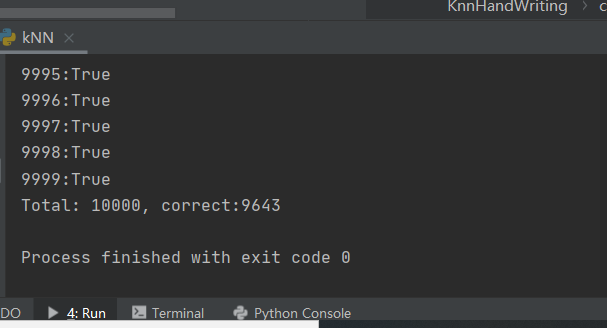 KnnHandWriting
kNN
9995:True
9996:True
9997:True
9998:True
9999:True
Total: 10000, correct:9643
Process finished with exit code 0
DO 4: Run Terminal Python Console